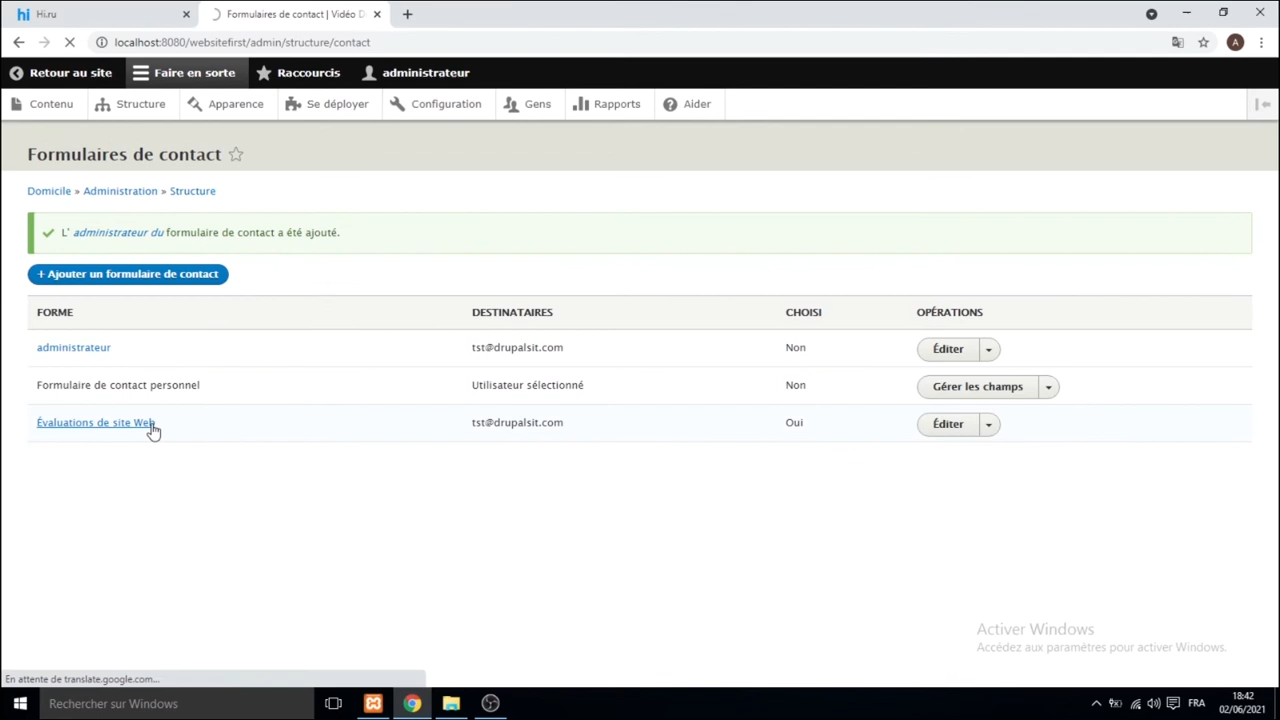 Hi.ru
Formulaires de contact | Vidéo D
localhost:8080/websitefirst/admin/structure/contact
A
Retour au site
Faire en sorte
Raccourcis
administrateur
Contenu
Structure
Apparence
Se déployer
Configuration
Gens
Rapports
Aider
Formulaires de contact
Domicile » Administration » Structure
L' administrateur du formulaire de contact a été ajouté.
+ Ajouter un formulaire de contact
FORME DESTINATAIRES CHOISI OPÉRATIONS
administrateur tst@drupalsit.com Non Éditer
Formulaire de contact personnel Utilisateur sélectionné Non Gérer les champs
Évaluations de site Web tst@drupalsit.com Oui Éditer
Activer Windows
Accédez aux paramètres pour activer Windows.
En attente de translate.google.com...
Rechercher sur Windows
FRA
18:42
02/06/2021